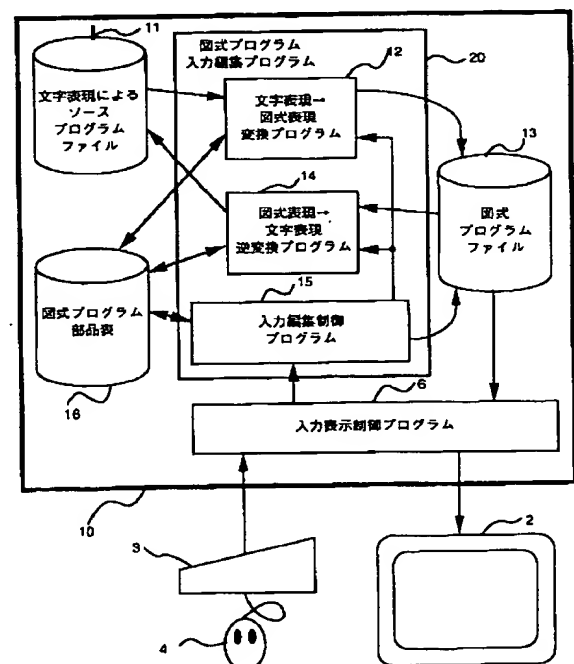 11
図式プログラム
入力編集プログラム
12
20
文字表現による
ソース
プログラム
ファイル
文字表現→
図式表現
変換プログラム
13
14
図式表現→
文字表現
逆変換プログラム
図式
プログラム
ファイル
15
図式プログラム
部品表
入力編集制御
プログラム
16
6
入力表示制御プログラム
10
3
2
4